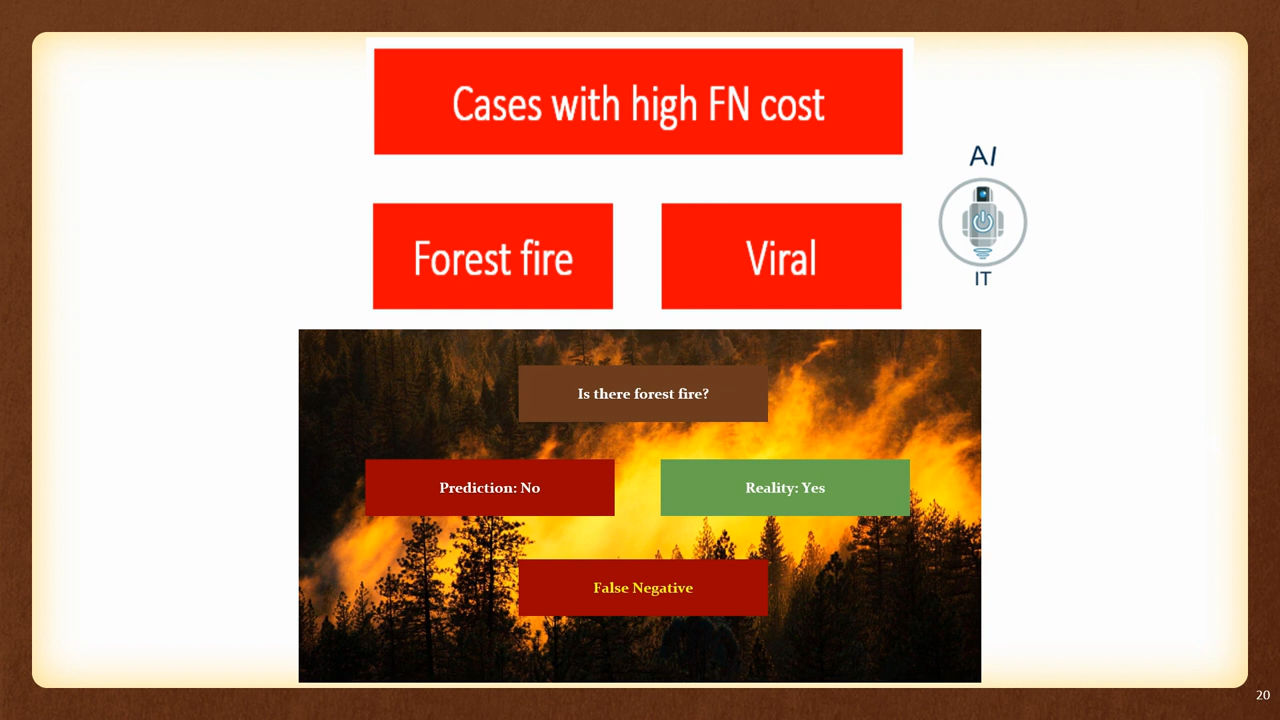 Cases with high FN cost
AI
Forest fire
Viral
IT
Is there forest fire?
Prediction: No
Reality: Yes
False Negative
20